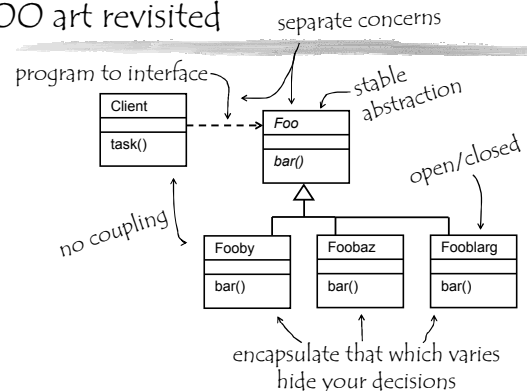 OO art revisited
separate concerns
program to interface
stable
abstraction
Client
task()
Foo
bar()
open/closed
no coupling
Fooby
bar()
Foobaz
bar()
Fooblarg
bar()
encapsulate that which varies
hide your decisions